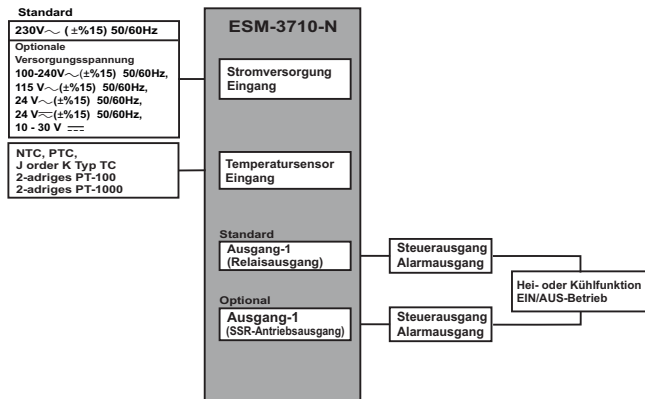 Standard
230V～ (±%15) 50/60Hz
Optionale
Versorgungsspannung
100-240V～(±%15) 50/60Hz,
115 V～(±%15) 50/60Hz,
24 V～(±%15) 50/60Hz,
24 V⏦(±%15) 50/60Hz,
10 - 30 V ⎓
NTC, PTC,
J order K Typ TC
2-adriges PT-100
2-adriges PT-1000
ESM-3710-N
Stromversorgung
Eingang
Temperatursensor
Eingang
Standard
Ausgang-1
(Relaisausgang)
Optional
Ausgang-1
(SSR-Antriebsausgang)
Steuerausgang
Alarmausgang
Steuerausgang
Alarmausgang
Hei- oder Kühlfunktion
EIN/AUS-Betrieb